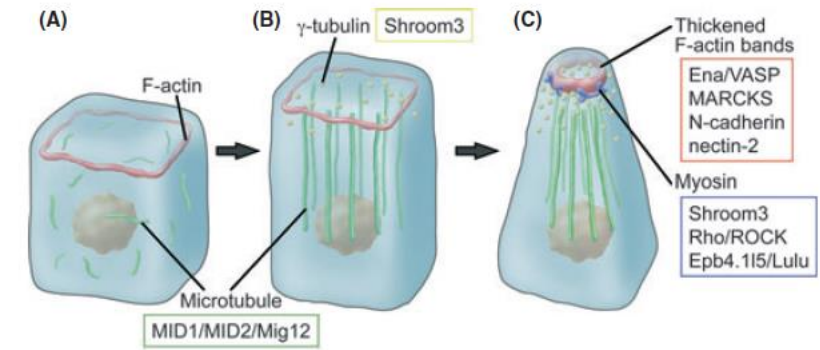 (A)
F-actin
(B)
γ-tubulin
Shroom3
Microtubule
MID1/MID2/Mig12
(C)
Thickened
F-actin bands
Ena/VASP
MARCKS
N-cadherin
nectin-2
Myosin
Shroom3
Rho/ROCK
Epb4.1l5/Lulu